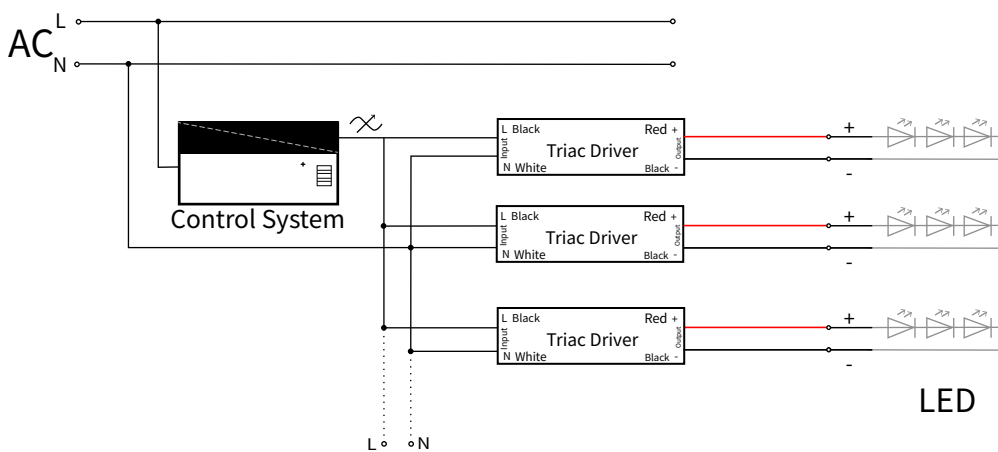 AC
L
N
Control System
L Black
Input
N White
Triac Driver
Red +
Output
Black -
+
-
L Black
Input
N White
Triac Driver
Red +
Output
Black -
+
-
L Black
Input
N White
Triac Driver
Red +
Output
Black -
+
-
LED
L
N